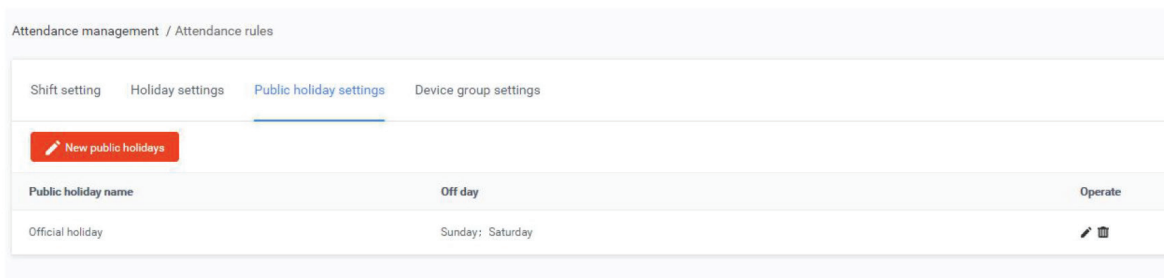 Attendance management / Attendance rules
Shift setting Holiday settings Public holiday settings Device group settings
New public holidays
Public holiday name Off day Operate
Official holiday Sunday; Saturday